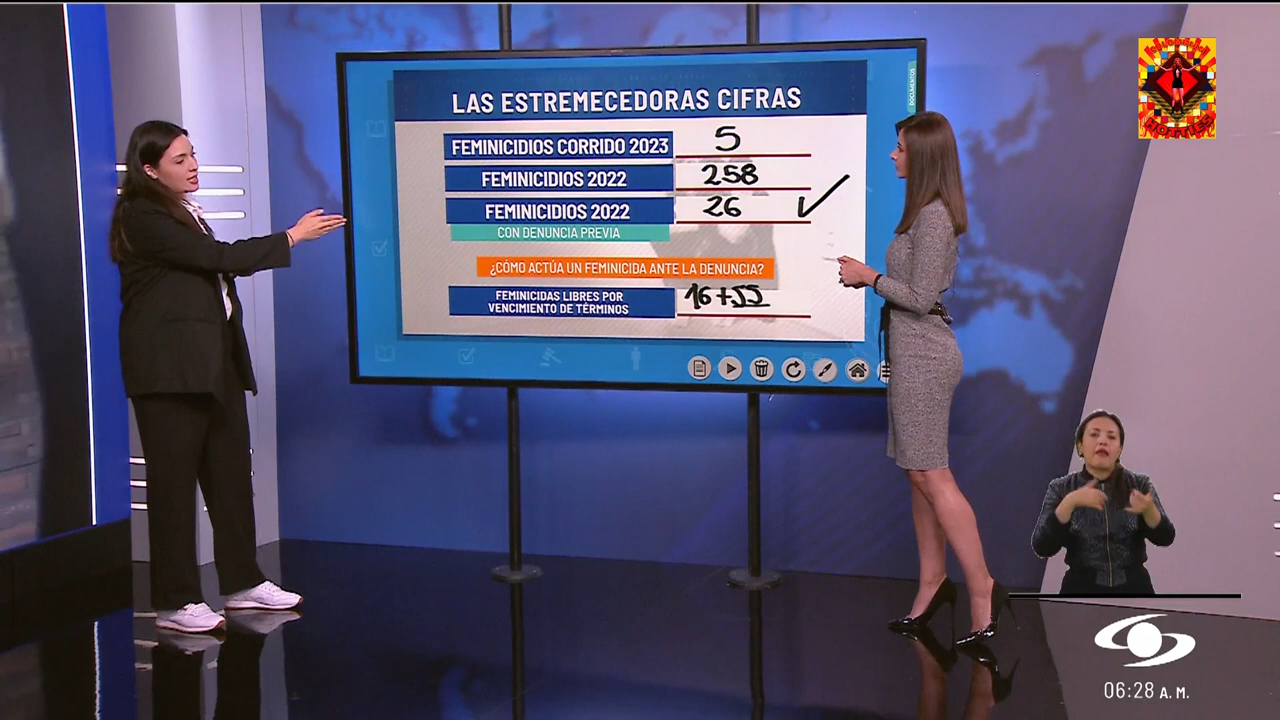 LAS ESTREMECEDORAS CIFRAS
DOCUMENTOS
FEMINICIDIOS CORRIDO 2023 5
FEMINICIDIOS 2022 258
FEMINICIDIOS 2022 26
CON DENUNCIA PREVIA
¿CÓMO ACTÚA UN FEMINICIDA ANTE LA DENUNCIA?
FEMINICIDAS LIBRES POR
VENCIMIENTO DE TÉRMINOS
16+55
06:28 A. M.